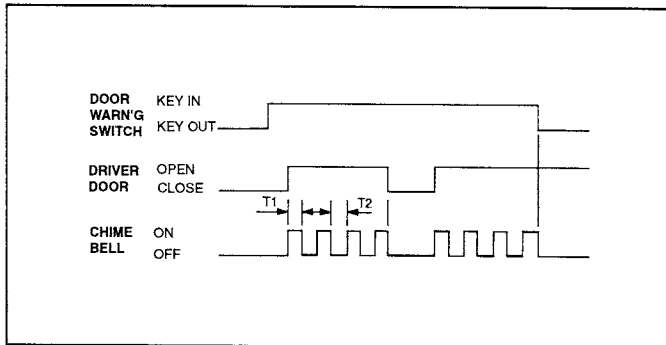 DOOR WARN'G SWITCH
KEY IN
KEY OUT
DRIVER DOOR
OPEN
CLOSE
T1
T2
CHIME BELL
ON
OFF